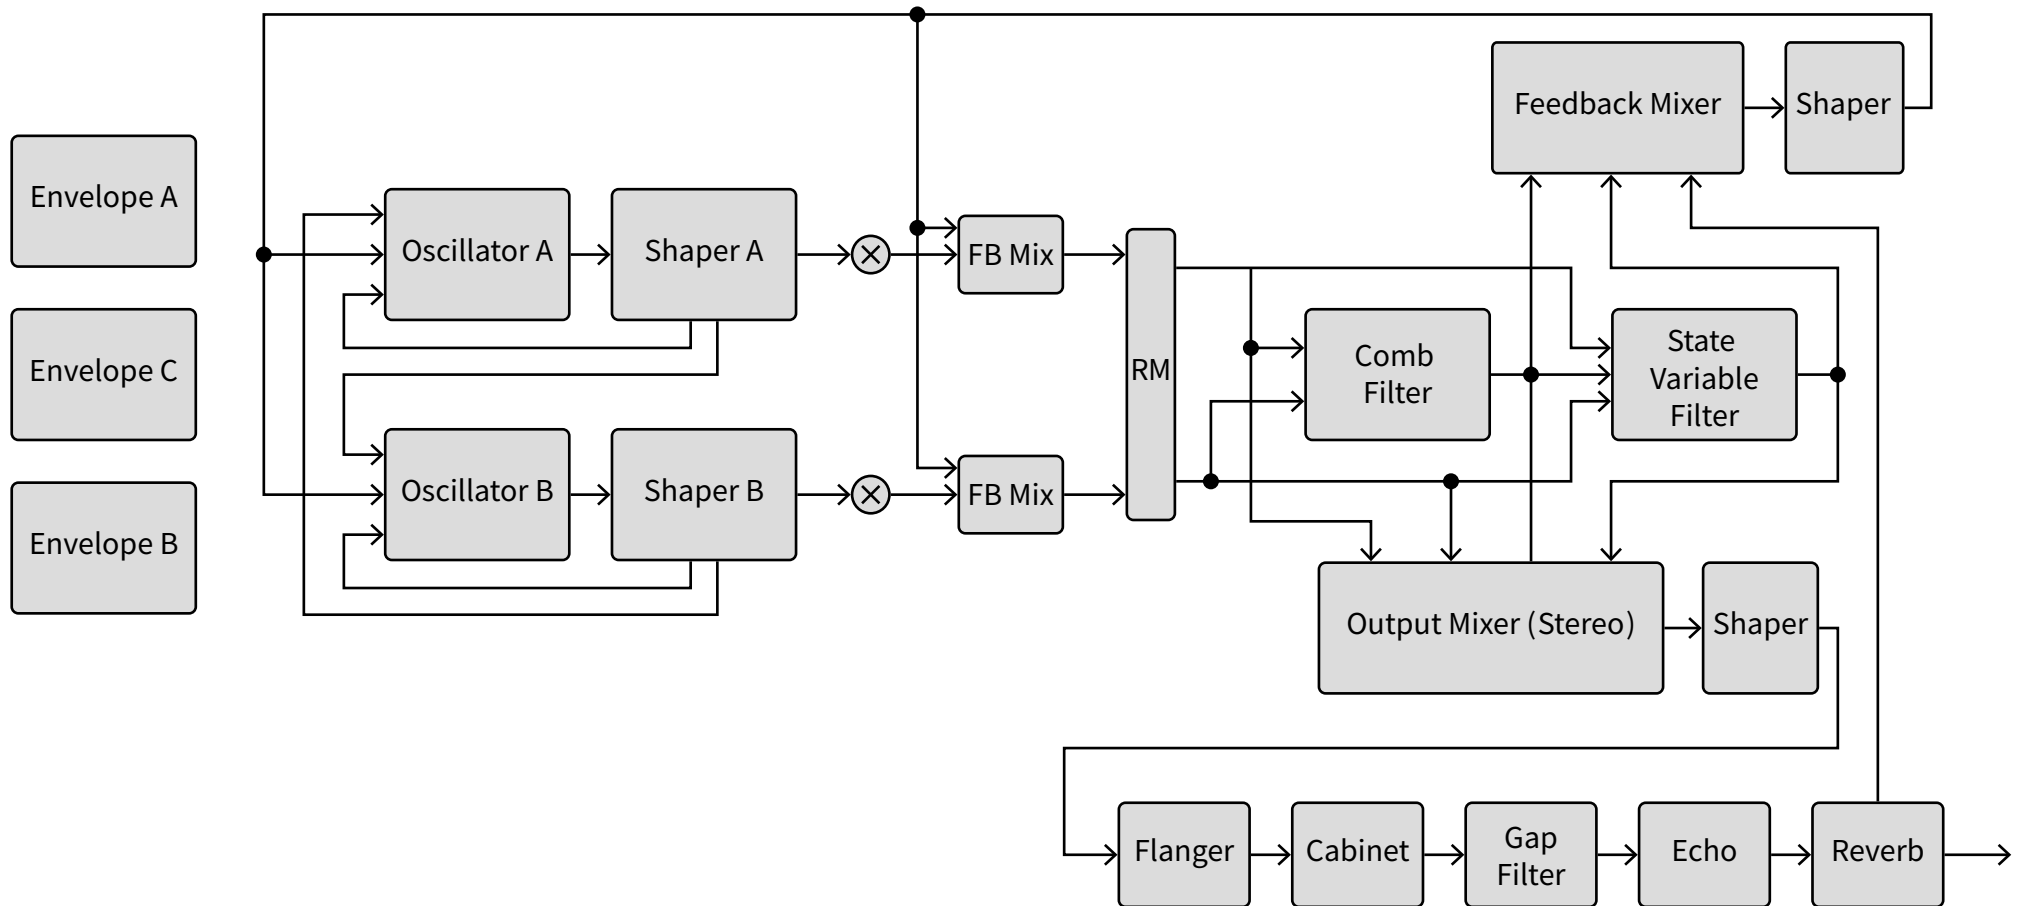 Feedback Mixer
Shaper
Envelope A
Oscillator A
Shaper A
FB Mix
Envelope C
RM
Comb
Filter
State
Variable
Filter
Oscillator B
Shaper B
FB Mix
Envelope B
Output Mixer (Stereo)
Shaper
Flanger
Cabinet
Gap
Filter
Echo
Reverb